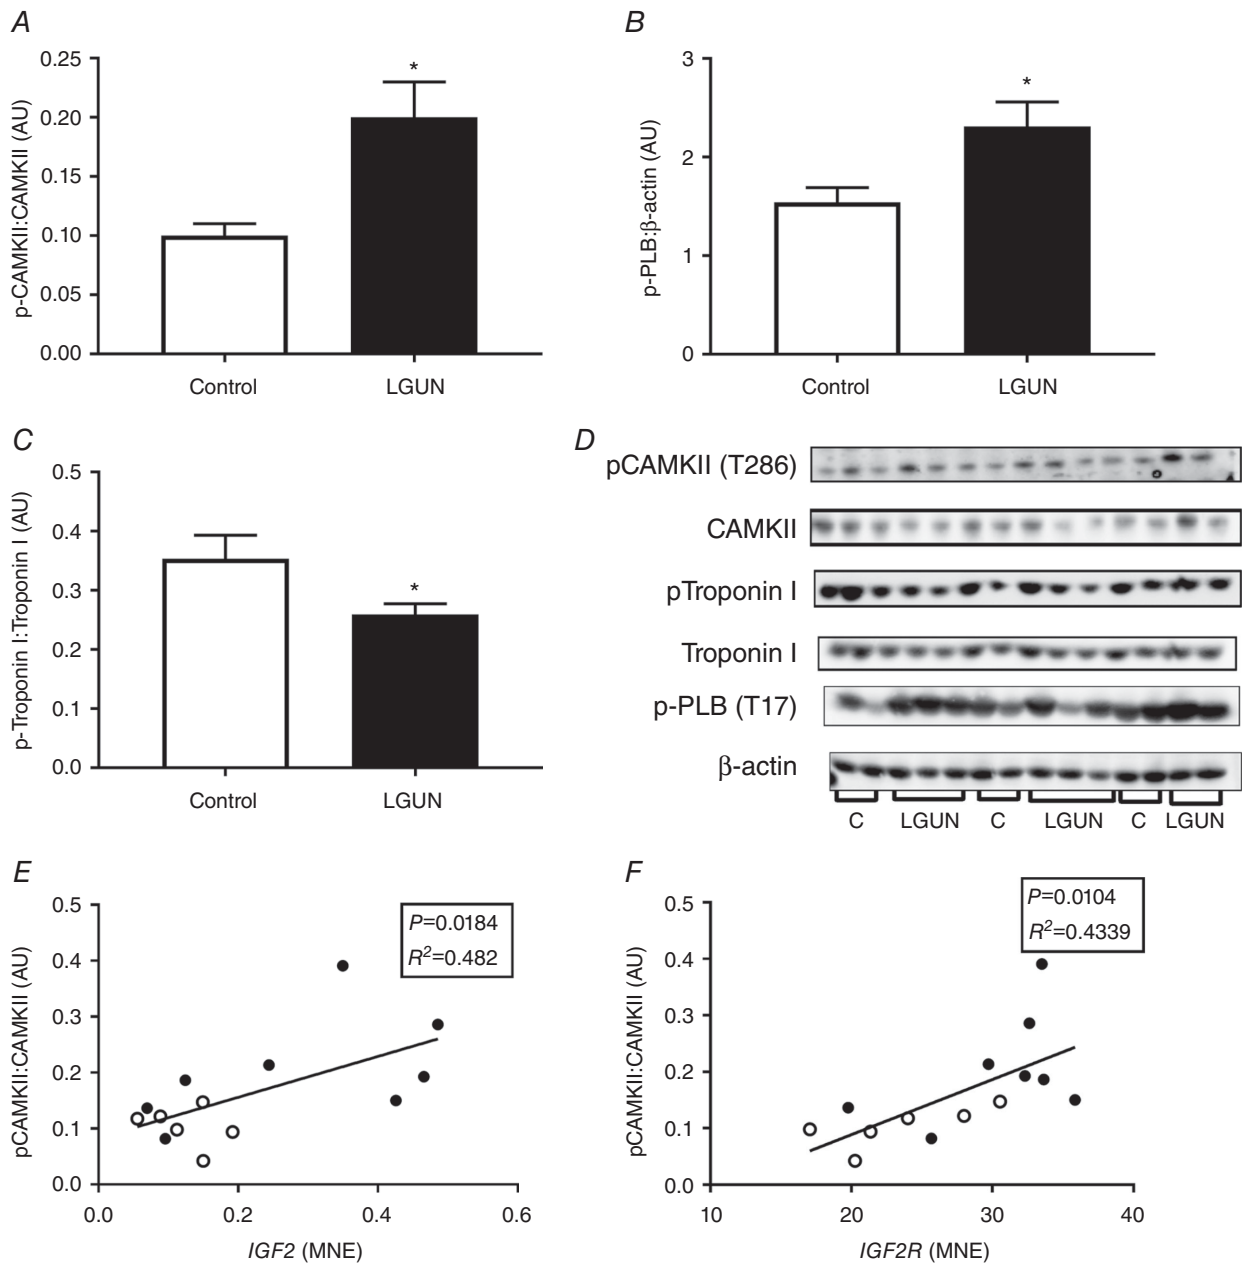 A
p-CAMKII:CAMKII (AU)
0.25
0.20
0.15
0.10
0.05
0.00
*
Control
LGUN
B
p-PLB:β-actin (AU)
3
2
1
0
*
Control
LGUN
C
p-Troponin I:Troponin I (AU)
0.5
0.4
0.3
0.2
0.1
0.0
*
Control
LGUN
D
pCAMKII (T286)
CAMKII
pTroponin I
Troponin I
p-PLB (T17)
β-actin
C LGUN C LGUN C LGUN
E
pCAMKII:CAMKII (AU)
0.5
0.4
0.3
0.2
0.1
0.0
P=0.0184
R²=0.482
0.0 0.2 0.4 0.6
IGF2 (MNE)
F
pCAMKII:CAMKII (AU)
0.5
0.4
0.3
0.2
0.1
0.0
P=0.0104
R²=0.4339
10 20 30 40
IGF2R (MNE)